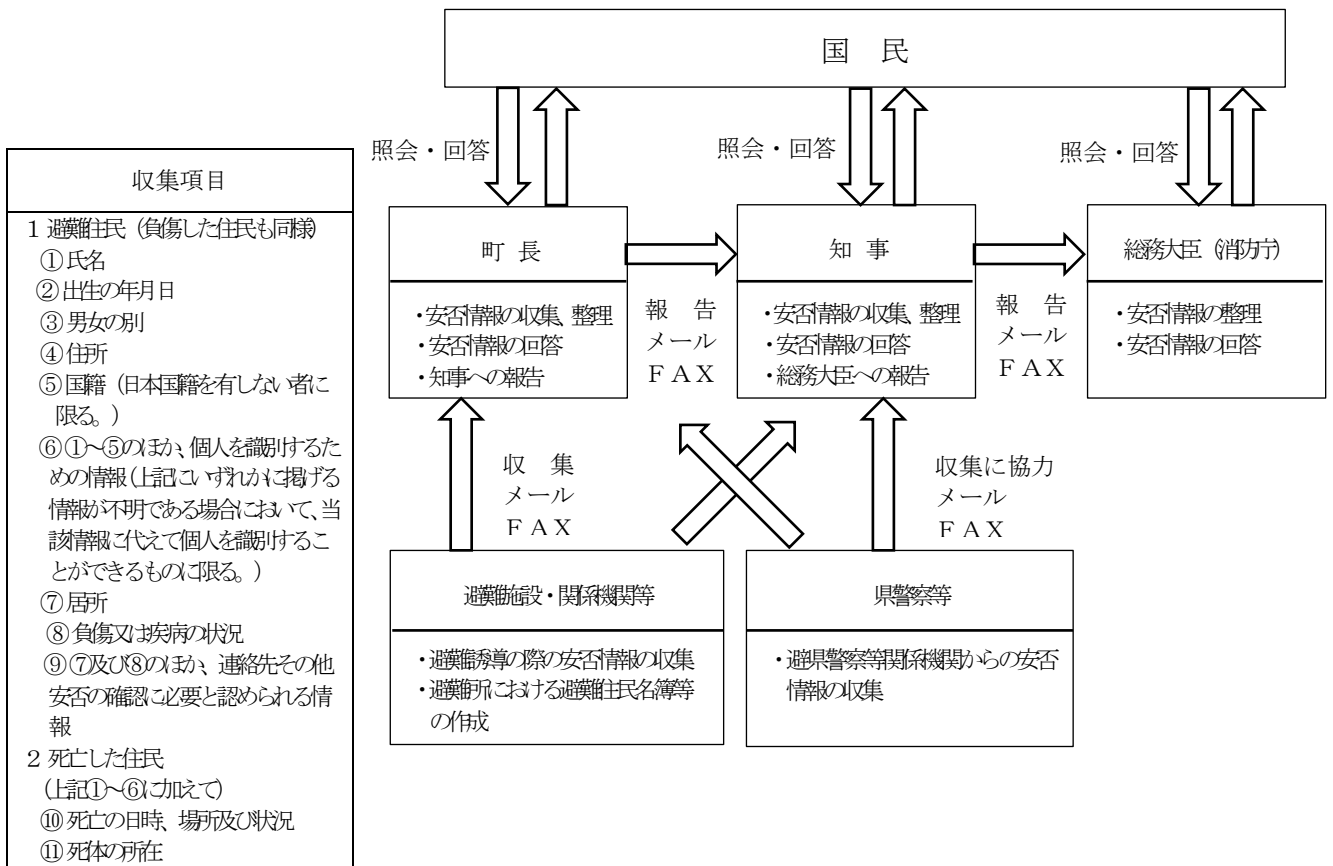 国 民
照会・回答
照会・回答
照会・回答
収集項目
1 避難住民（負傷した住民も同様）
① 氏名
② 出生の年月日
③ 男女の別
④ 住所
⑤ 国籍（日本国籍を有しない者に
限る。）
⑥ ①～⑤のほか、個人を識別するた
めの情報（上記にいずれかに掲げる
情報が不明である場合において、当
該情報に代えて個人を識別するこ
とができるものに限る。）
⑦ 居所
⑧ 負傷又は疾病の状況
⑨ ⑦及び⑧のほか、連絡先その他
安否の確認に必要と認められる情
報
2 死亡した住民
（上記①～⑥に加えて）
⑩ 死亡の日時、場所及び状況
⑪ 死体の所在
町 長
・安否情報の収集、整理
・安否情報の回答
・知事への報告
報 告
メール
ＦＡＸ
知 事
・安否情報の収集、整理
・安否情報の回答
・総務大臣への報告
報 告
メール
ＦＡＸ
総務大臣（消防庁）
・安否情報の整理
・安否情報の回答
収 集
メール
ＦＡＸ
収集に協力
メール
ＦＡＸ
避難施設・関係機関等
・避難誘導の際の安否情報の収集
・避難所における避難住民名簿等
の作成
県警察等
・避県警察等関係機関からの安否
情報の収集